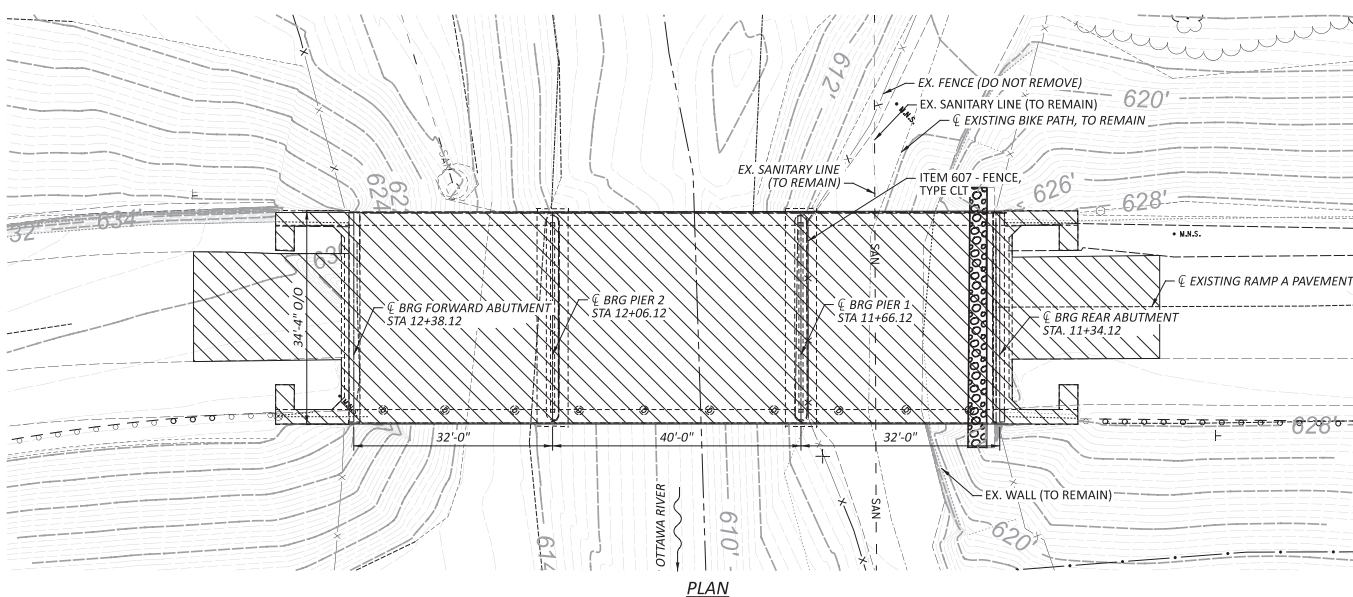 612'
EX. FENCE (DO NOT REMOVE)
M.N.S.
EX. SANITARY LINE (TO REMAIN)
℄ EXISTING BIKE PATH, TO REMAIN
620'
SAN
EX. SANITARY LINE
(TO REMAIN)
ITEM 607 - FENCE,
TYPE CLT
624'
626'
628'
634'
32'
M.N.S.
SAN
34'-4" O/O
℄ BRG FORWARD ABUTMENT
STA 12+38.12
℄ BRG PIER 2
STA 12+06.12
℄ BRG PIER 1
STA 11+66.12
℄ EXISTING RAMP A PAVEMENT
℄ BRG REAR ABUTMENT
STA. 11+34.12
32'-0"
40'-0"
32'-0"
628'
OTTAWA RIVER
610'
SAN
EX. WALL (TO REMAIN)
620'
PLAN